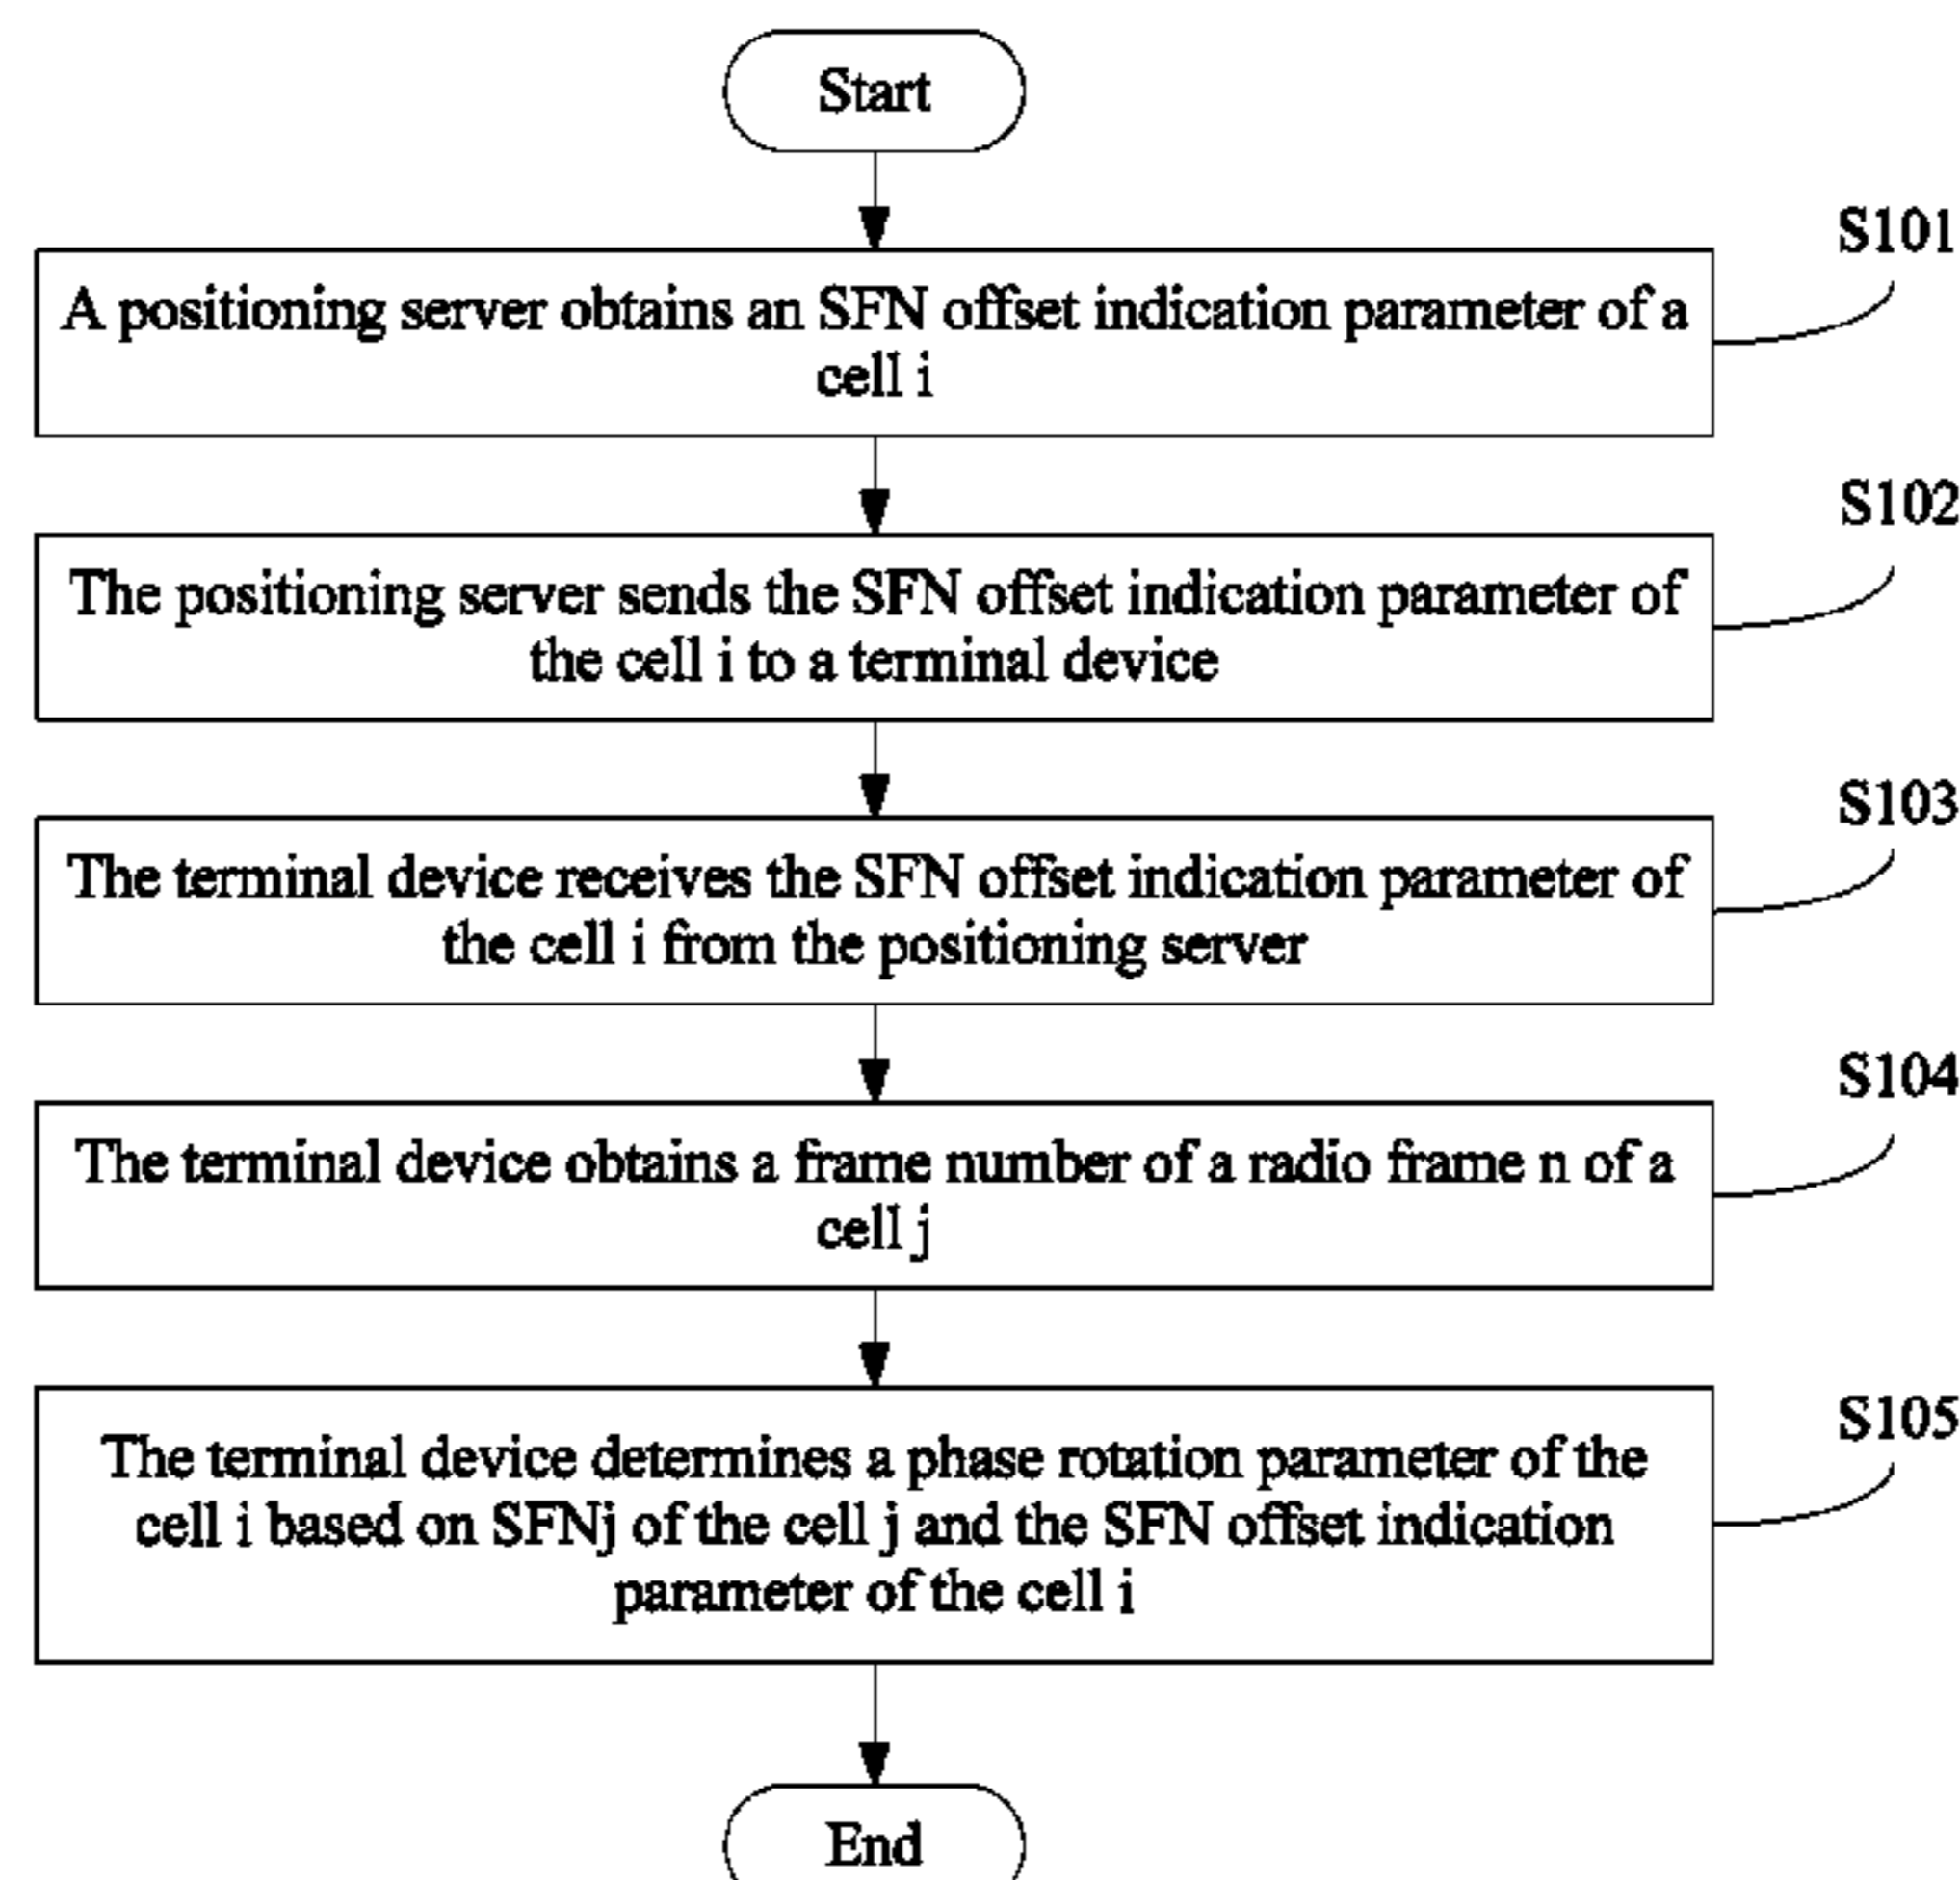 Start
S101
A positioning server obtains an SFN offset indication parameter of a
cell i
S102
The positioning server sends the SFN offset indication parameter of
the cell i to a terminal device
S103
The terminal device receives the SFN offset indication parameter of
the cell i from the positioning server
S104
The terminal device obtains a frame number of a radio frame n of a
cell j
S105
The terminal device determines a phase rotation parameter of the
cell i based on SFNj of the cell j and the SFN offset indication
parameter of the cell i
End